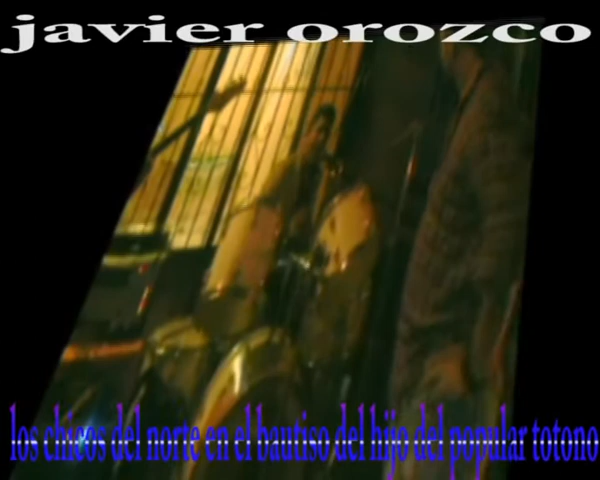 javier orozco
los chicos del norte en el bautiso del hijo del popular totono